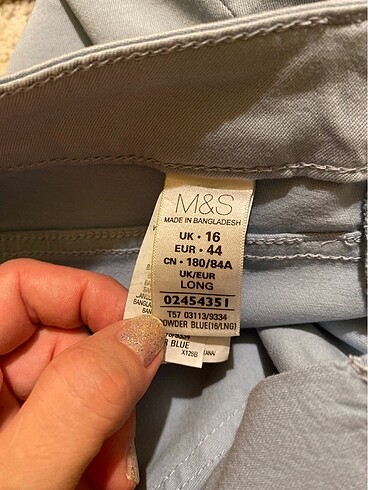 M&S
MADE IN BANGLADESH
UK • 16
EUR • 44
CN • 180/84A
UK/EUR
LONG
02454351
T57 03113/9334
OWDER BLUE(16/LNG)
R BLUE
X126B